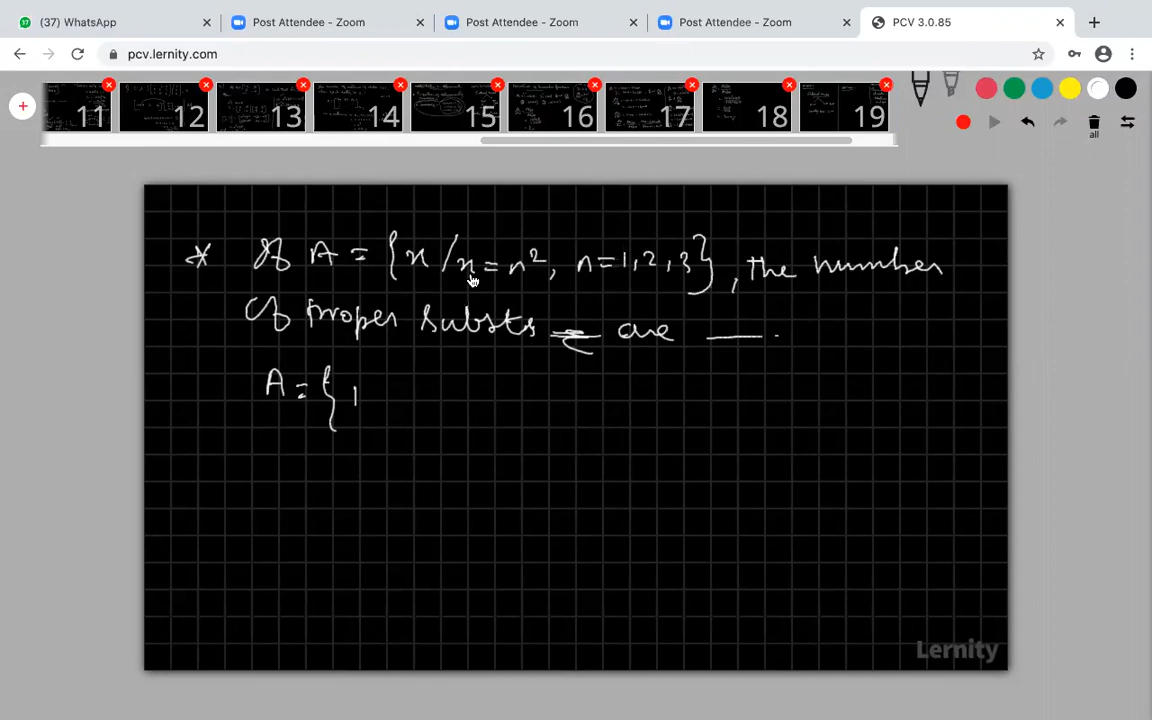 (37) WhatsApp
Post Attendee - Zoom
Post Attendee - Zoom
Post Attendee - Zoom
PCV 3.0.85
pcv.lernity.com
11
12
13
14
15
16
17
18
19
all
* If A = {x / x = n², n = 1, 2, 3}, the number
Of proper substs are ___.
A = { 1
Lernity